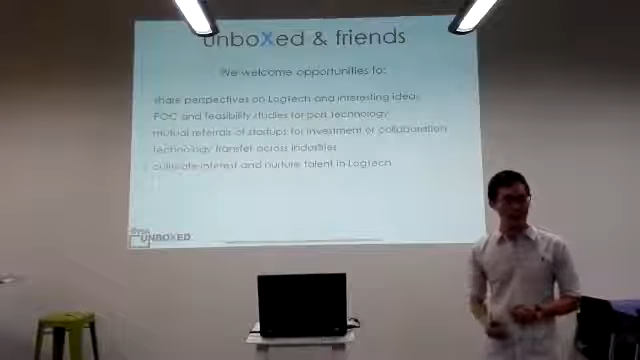 unboXed & friends
We welcome opportunities to:
share perspectives on Logtech and interesting ideas
POC and feasibility studies for port technology
mutual referrals of startups for investment or collaboration
technology transfer across industries
cultivate interest and nurture talent in Logtech
UNBOXED